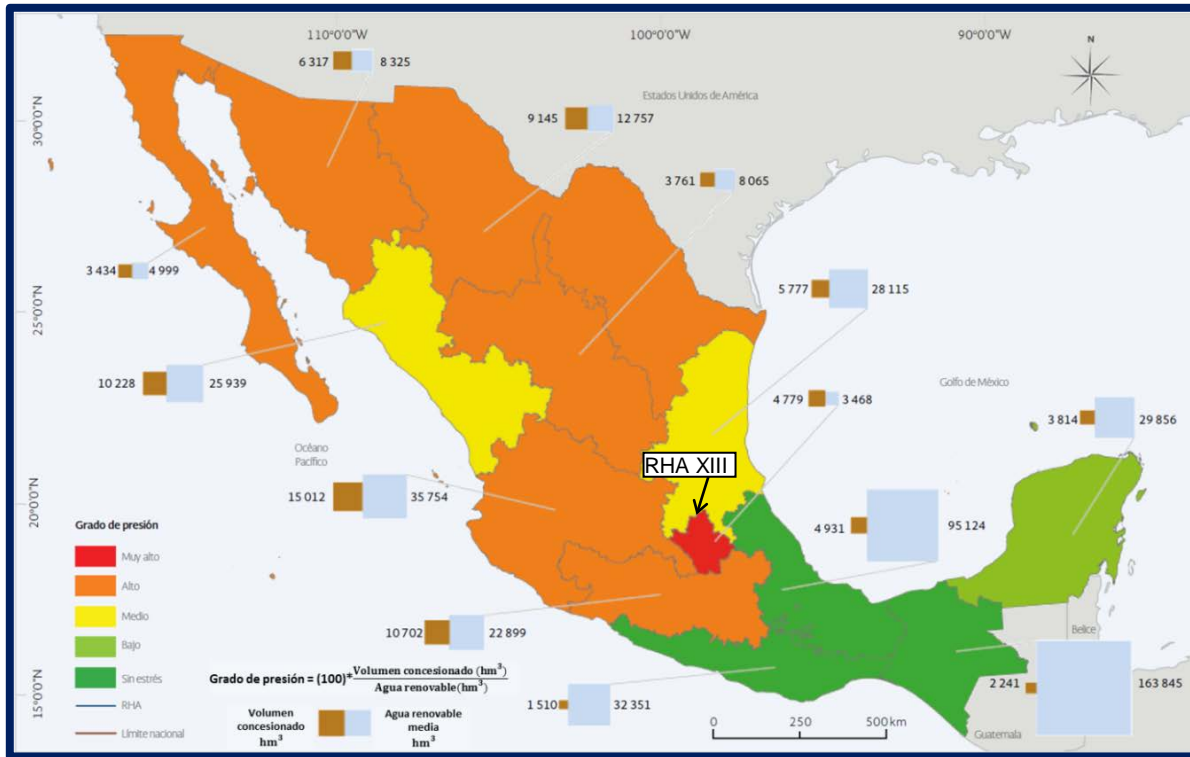 110°0'0"W
100°0'0"W
90°0'0"W
N
6 317
8 325
Estados Unidos de América
9 145
12 757
30°0'0"N
3 761
8 065
3 434
4 999
5 777
28 115
25°0'0"N
10 228
25 939
4 779
3 468
Golfo de México
3 814
29 856
Océano
Pacífico
RHA XIII
15 012
35 754
20°0'0"N
4 931
95 124
Grado de presión
Muy alto
Alto
Medio
Bajo
Sin estrés
RHA
Límite nacional
10 702
22 899
Belice
Grado de presión = (100)*Volumen concesionado (hm³)
Agua renovable(hm³)
2 241
163 845
15°0'0"N
1 510
32 351
Volumen
concesionado
hm³
Agua renovable
media
hm³
0
250
500 km
Guatemala